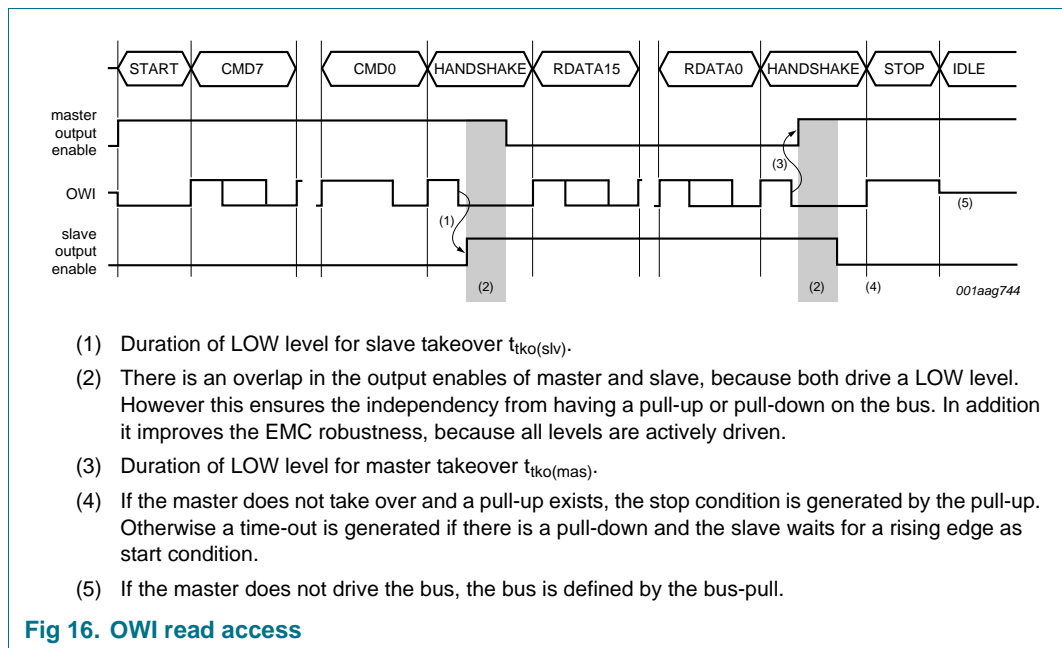 START CMD7 CMD0 HANDSHAKE RDATA15 RDATA0 HANDSHAKE STOP IDLE
master
output
enable
(3)
OWI
(1)
(5)
slave
output
enable
(2) (2) (4)
001aag744
(1) Duration of LOW level for slave takeover ttko(slv).
(2) There is an overlap in the output enables of master and slave, because both drive a LOW level.
However this ensures the independency from having a pull-up or pull-down on the bus. In addition
it improves the EMC robustness, because all levels are actively driven.
(3) Duration of LOW level for master takeover ttko(mas).
(4) If the master does not take over and a pull-up exists, the stop condition is generated by the pull-up.
Otherwise a time-out is generated if there is a pull-down and the slave waits for a rising edge as
start condition.
(5) If the master does not drive the bus, the bus is defined by the bus-pull.
Fig 16. OWI read access